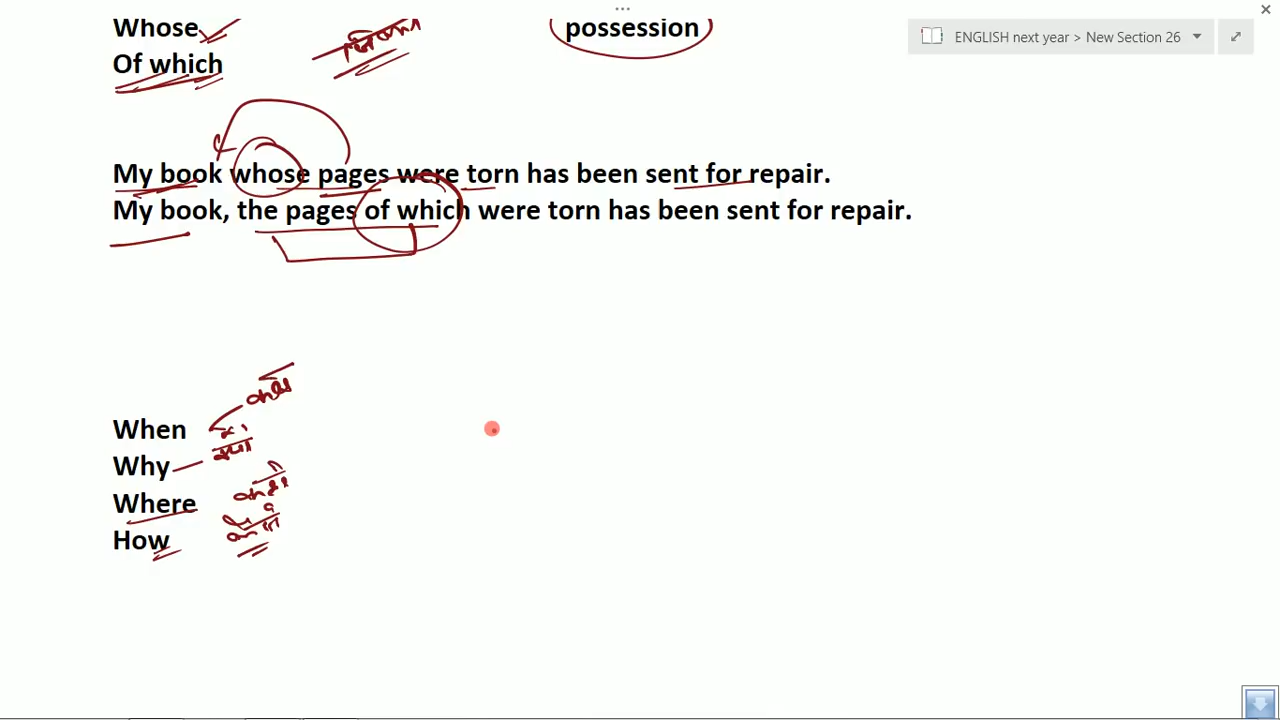 Whose
possession
ENGLISH next year > New Section 26
Of which
My book whose pages were torn has been sent for repair.
My book, the pages of which were torn has been sent for repair.
When
Why
Where
How